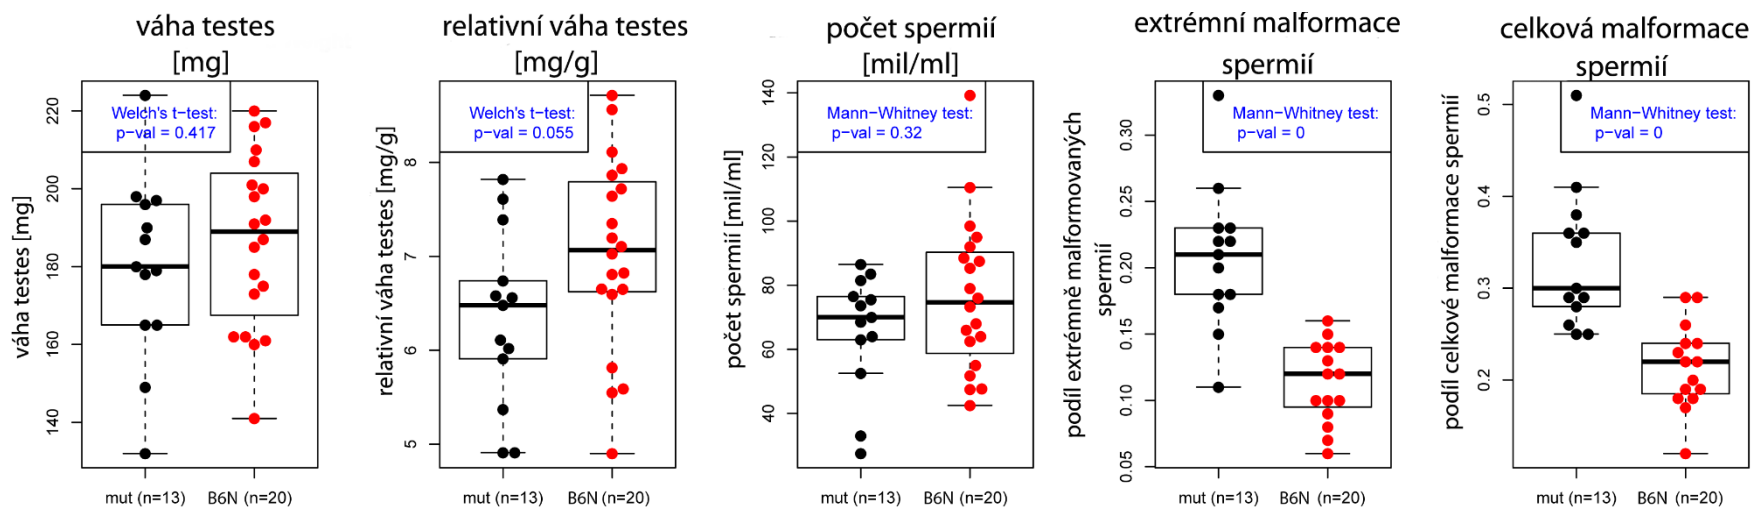 váha testes
[mg]
váha testes [mg]
220
200
180
160
140
Welch's t−test:
p−val = 0.417
mut (n=13)
B6N (n=20)
relativní váha testes
[mg/g]
relativní váha testes [mg/g]
8
7
6
5
Welch's t−test:
p−val = 0.055
mut (n=13)
B6N (n=20)
počet spermií
[mil/ml]
počet spermií [mil/ml]
140
120
100
80
60
40
Mann−Whitney test:
p−val = 0.32
mut (n=13)
B6N (n=20)
extrémní malformace
spermií
podíl extrémně malformovaných
spermií
0.30
0.25
0.20
0.15
0.10
0.05
Mann−Whitney test:
p−val = 0
mut (n=13)
B6N (n=20)
celková malformace
spermií
podíl celkové malformace spermií
0.5
0.4
0.3
0.2
Mann−Whitney test:
p−val = 0
mut (n=13)
B6N (n=20)